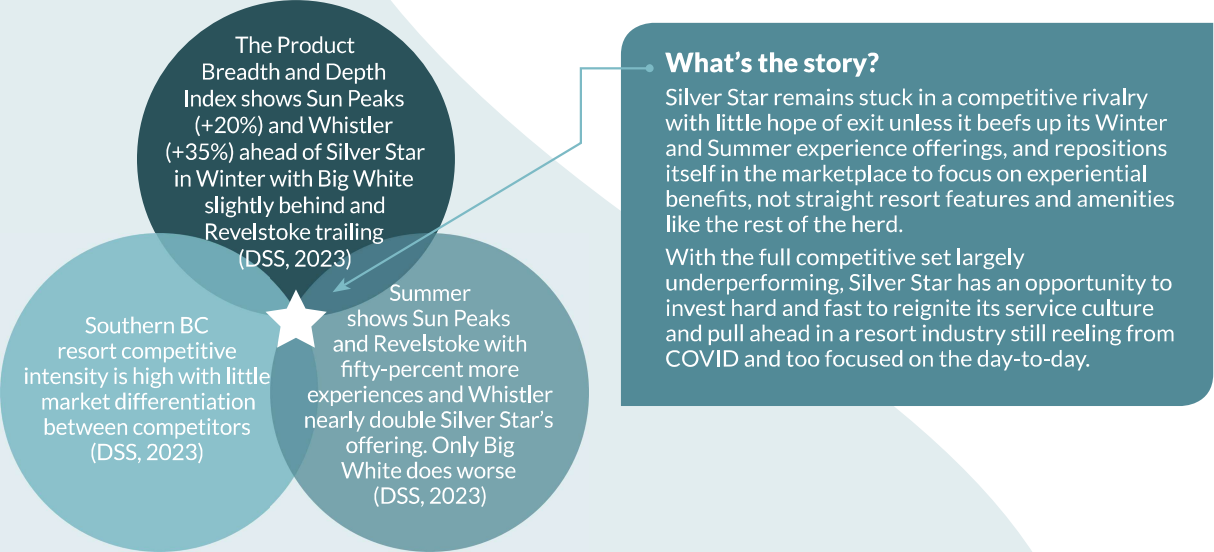 The Product
Breadth and Depth
Index shows Sun Peaks
(+20%) and Whistler
(+35%) ahead of Silver Star
in Winter with Big White
slightly behind and
Revelstoke trailing
(DSS, 2023)
Southern BC
resort competitive
intensity is high with little
market differentiation
between competitors
(DSS, 2023)
Summer
shows Sun Peaks
and Revelstoke with
fifty-percent more
experiences and Whistler
nearly double Silver Star's
offering. Only Big
White does worse
(DSS, 2023)
What's the story?
Silver Star remains stuck in a competitive rivalry
with little hope of exit unless it beefs up its Winter
and Summer experience offerings, and repositions
itself in the marketplace to focus on experiential
benefits, not straight resort features and amenities
like the rest of the herd.
With the full competitive set largely
underperforming, Silver Star has an opportunity to
invest hard and fast to reignite its service culture
and pull ahead in a resort industry still reeling from
COVID and too focused on the day-to-day.